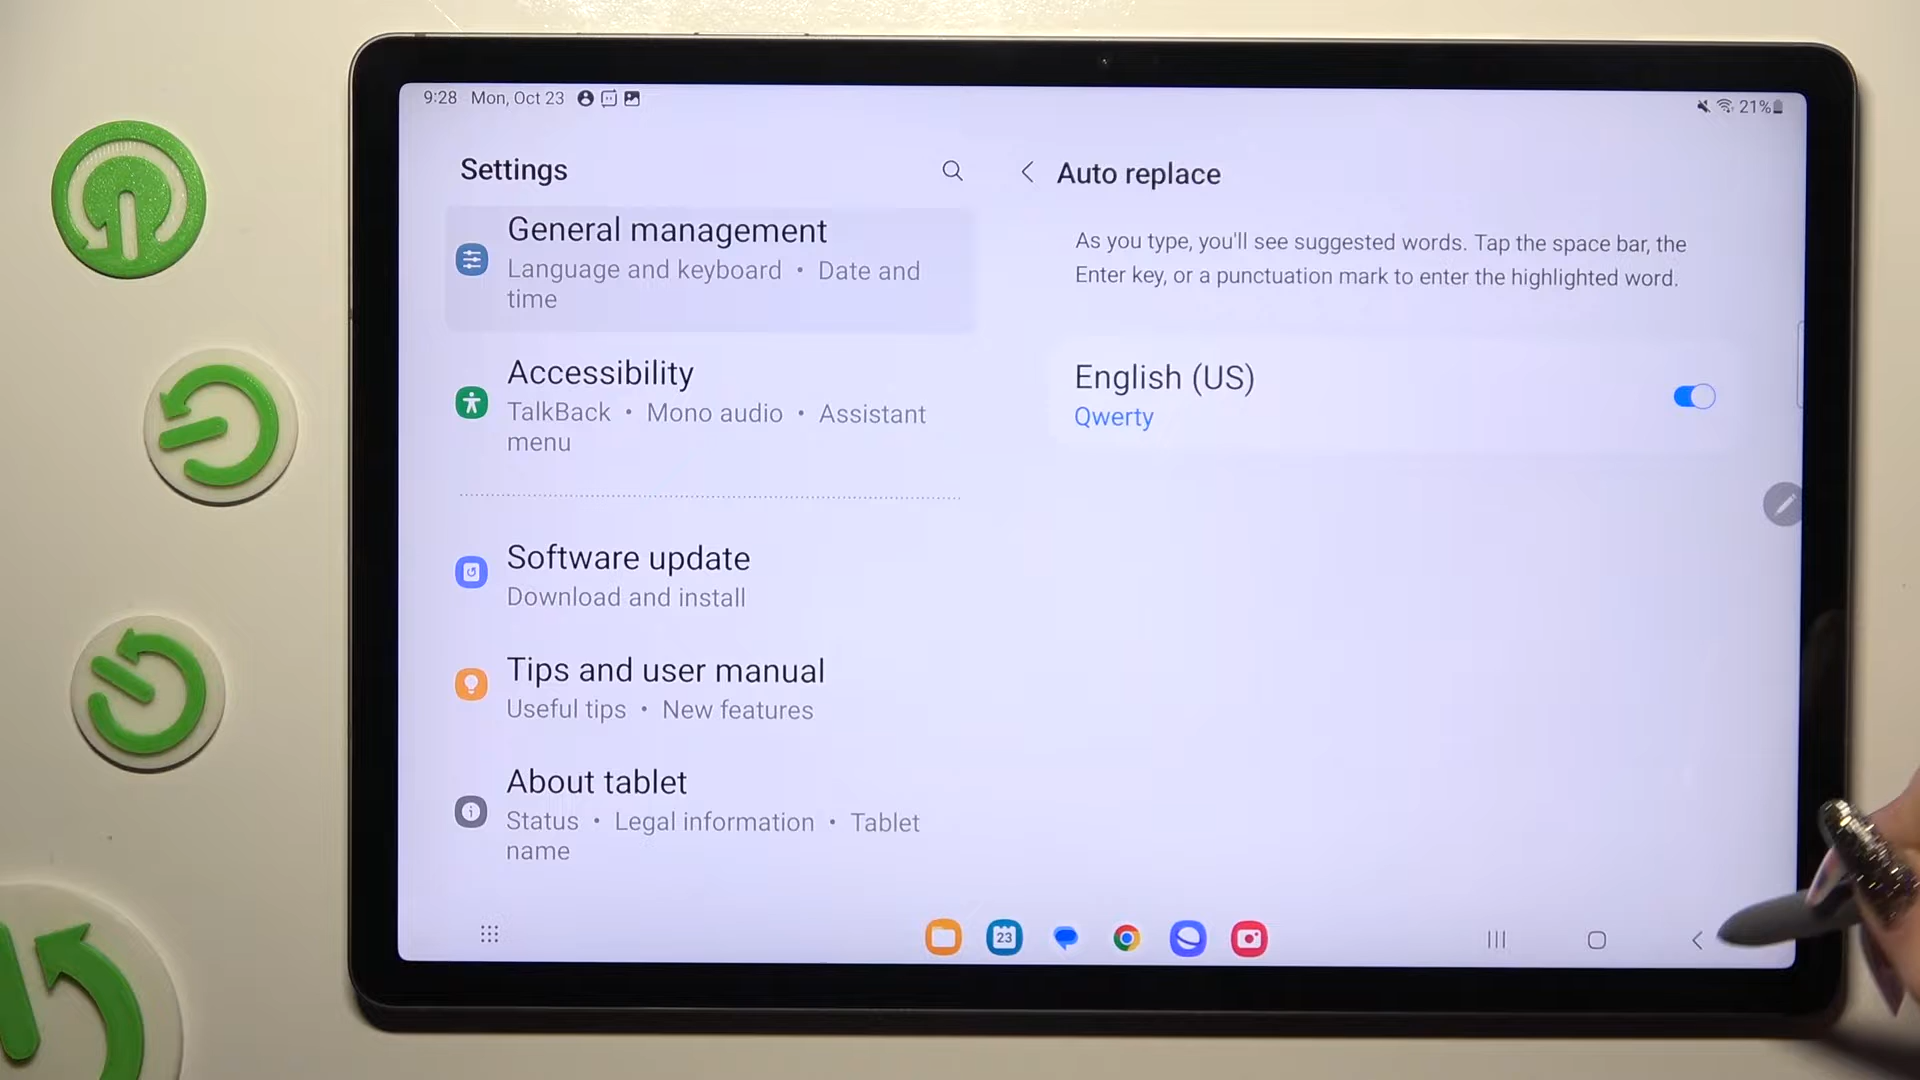 9:28 Mon, Oct 23
21%
Settings
General management
Language and keyboard • Date and
time
Accessibility
TalkBack • Mono audio • Assistant
menu
Software update
Download and install
Tips and user manual
Useful tips • New features
About tablet
Status • Legal information • Tablet
name
Auto replace
As you type, you'll see suggested words. Tap the space bar, the
Enter key, or a punctuation mark to enter the highlighted word.
English (US)
Qwerty
23